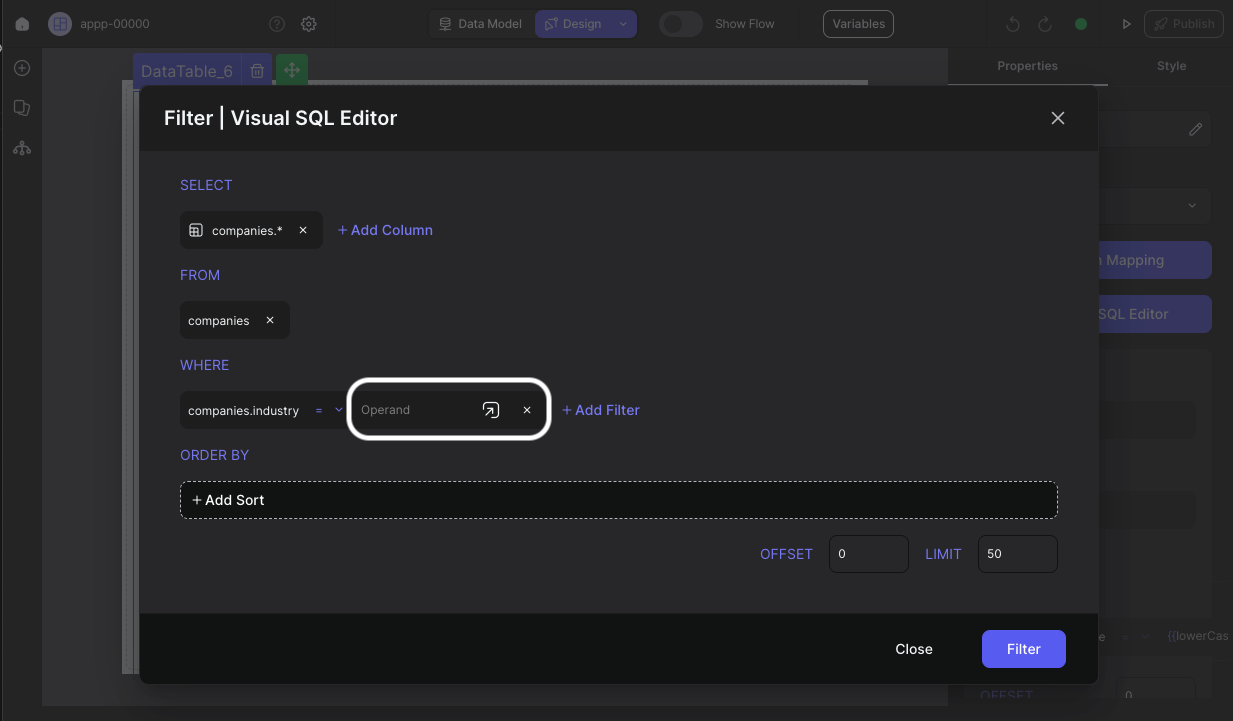 appp-00000
?
Data Model
Design
Show Flow
Variables
Publish
DataTable_6
Properties
Style
Filter | Visual SQL Editor
SELECT
companies.*
+ Add Column
FROM
companies
Mapping
SQL Editor
WHERE
companies.industry =
Operand
+ Add Filter
ORDER BY
+ Add Sort
OFFSET 0 LIMIT 50
{{lowerCas
Close
Filter
OFFSET 0